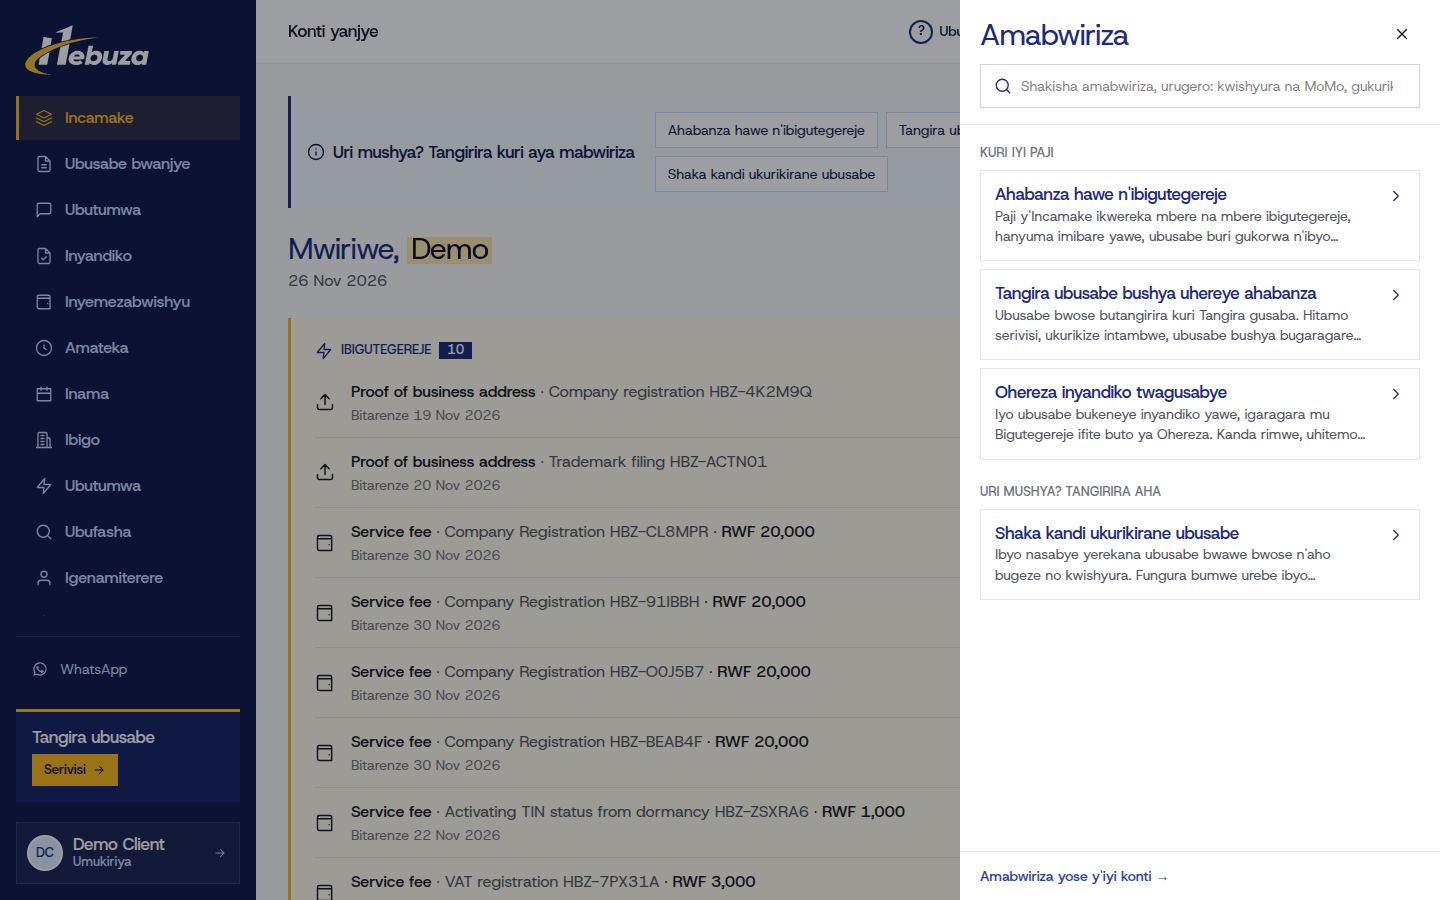 Hebuza
Incamake
Ubusabe bwanjye
Ubutumwa
Inyandiko
Inyemezabwishyu
Amateka
Inama
Ibigo
Ubutumwa
Ubufasha
Igenamiterere
WhatsApp
Tangira ubusabe
Serivisi →
DC
Demo Client
Umukiriya
→
Konti yanjye
Uri mushya? Tangirira kuri aya mabwiriza
Ahabanza hawe n'ibigutegereje
Shaka kandi ukurikirane ubusabe
Mwiriwe, Demo
26 Nov 2026
IBIGUTEGEREJE 10
Proof of business address · Company registration HBZ-4K2M9Q
Bitarenze 19 Nov 2026
Proof of business address · Trademark filing HBZ-ACTN01
Bitarenze 20 Nov 2026
Service fee · Company Registration HBZ-CL8MPR · RWF 20,000
Bitarenze 30 Nov 2026
Service fee · Company Registration HBZ-91IBBH · RWF 20,000
Bitarenze 30 Nov 2026
Service fee · Company Registration HBZ-O0J5B7 · RWF 20,000
Bitarenze 30 Nov 2026
Service fee · Company Registration HBZ-BEAB4F · RWF 20,000
Bitarenze 30 Nov 2026
Service fee · Activating TIN status from dormancy HBZ-ZSXRA6 · RWF 1,000
Bitarenze 22 Nov 2026
Service fee · VAT registration HBZ-7PX31A · RWF 3,000
Amabwiriza
Shakisha amabwiriza, urugero: kwishyura na MoMo,
KURI IYI PAJI
Ahabanza hawe n'ibigutegereje
Paji y'Incamake ikwereka mbere na mbere ibigutegereje,
hanyuma imibare yawe, ubusabe buri gukorwa n'ibyo…
Tangira ubusabe bushya uhereye ahabanza
Ubusabe bwose butangirira kuri Tangira gusaba. Hitamo
serivisi, ukurikize intambwe, ubusabe bushya bugaragare…
Ohereza inyandiko twagusabye
Iyo ubusabe bukeneye inyandiko yawe, igaragara mu
Bigutegereje ifite buto ya Ohereza. Kanda rimwe, uhitemo…
URI MUSHYA? TANGIRIRA AHA
Shaka kandi ukurikirane ubusabe
Ibyo nasabye yerekana ubusabe bwawe bwose n'aho
bugeze no kwishyura. Fungura bumwe urebe ibyo…
Amabwiriza yose y'iyi konti →